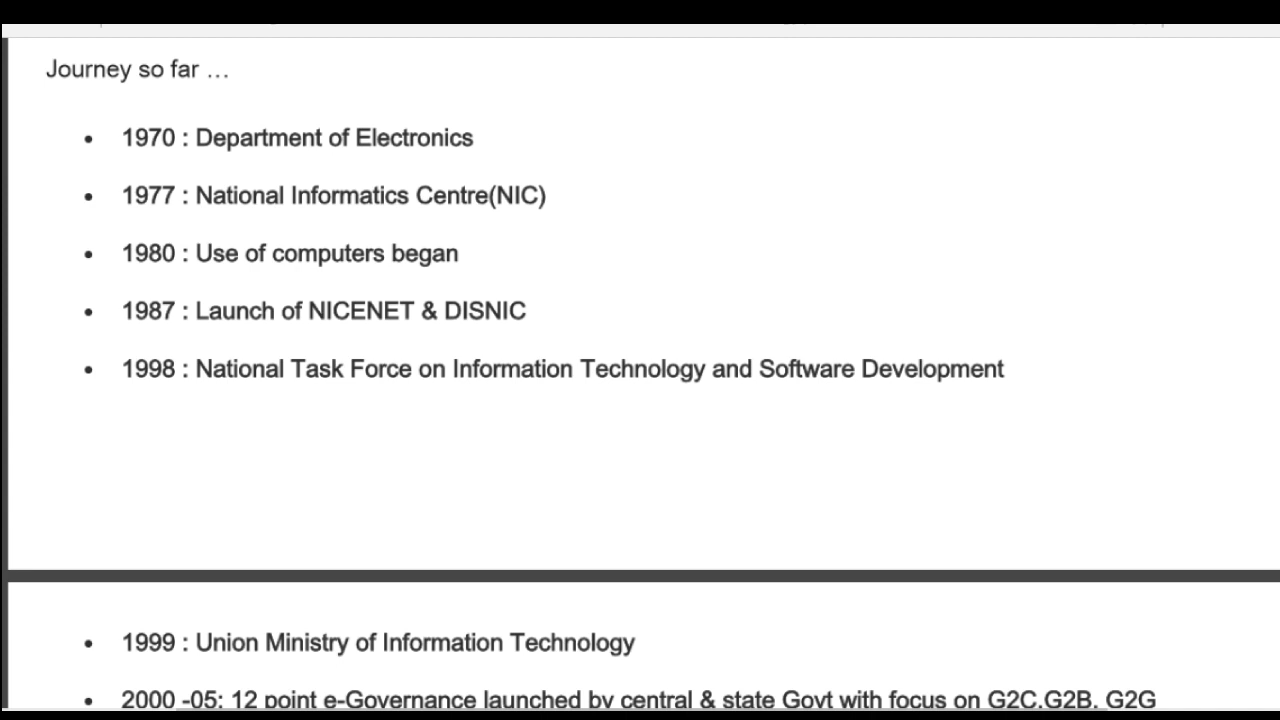 Journey so far …
• 1970 : Department of Electronics
• 1977 : National Informatics Centre(NIC)
• 1980 : Use of computers began
• 1987 : Launch of NICENET & DISNIC
• 1998 : National Task Force on Information Technology and Software Development
• 1999 : Union Ministry of Information Technology
• 2000 -05: 12 point e-Governance launched by central & state Govt with focus on G2C,G2B, G2G